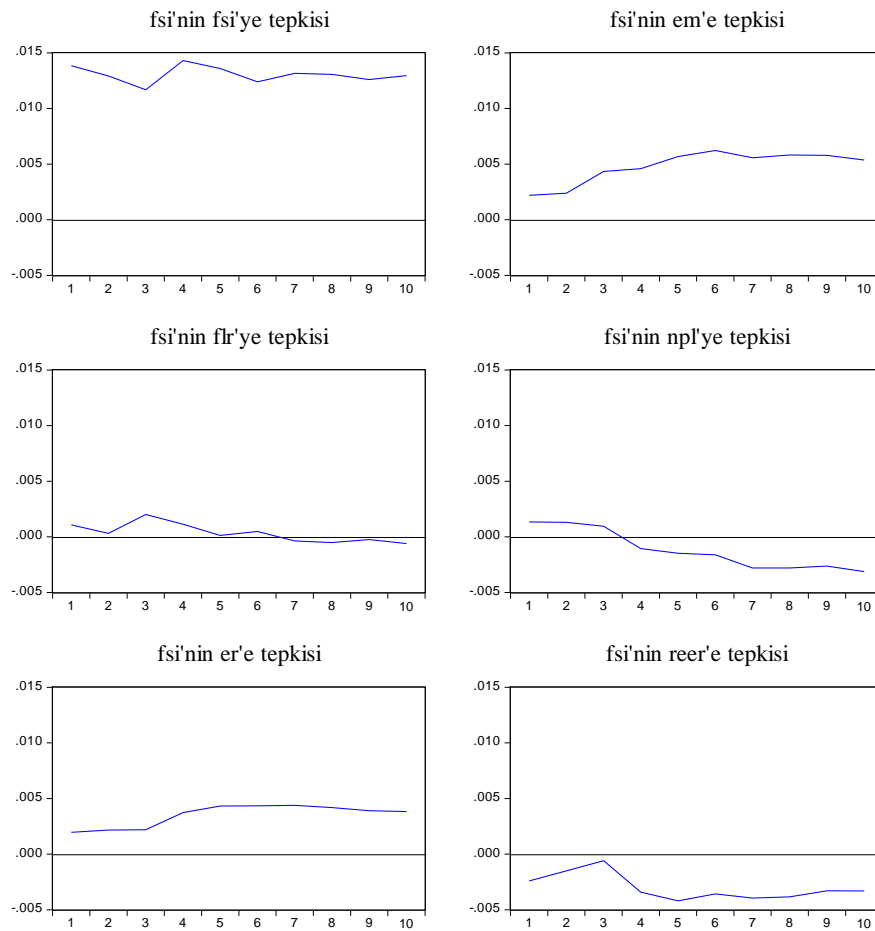 fsi'nin fsi'ye tepkisi
.015
.010
.005
.000
-.005
1 2 3 4 5 6 7 8 9 10
fsi'nin em'e tepkisi
.015
.010
.005
.000
-.005
1 2 3 4 5 6 7 8 9 10
fsi'nin flr'ye tepkisi
.015
.010
.005
.000
-.005
1 2 3 4 5 6 7 8 9 10
fsi'nin npl'ye tepkisi
.015
.010
.005
.000
-.005
1 2 3 4 5 6 7 8 9 10
fsi'nin er'e tepkisi
.015
.010
.005
.000
-.005
1 2 3 4 5 6 7 8 9 10
fsi'nin reer'e tepkisi
.015
.010
.005
.000
-.005
1 2 3 4 5 6 7 8 9 10